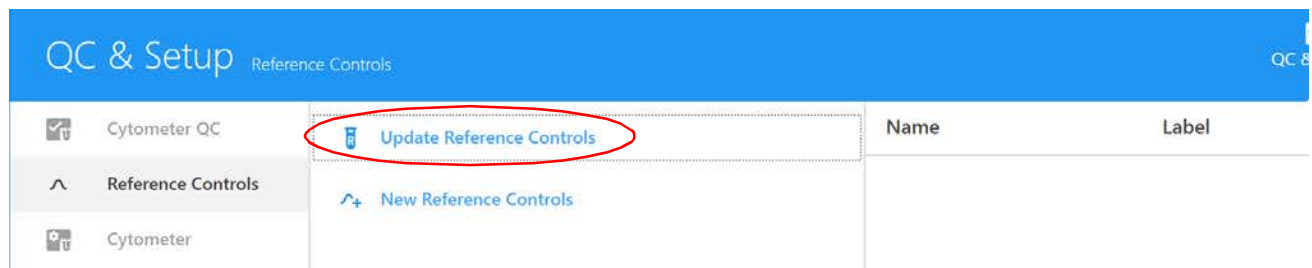 QC & Setup Reference Controls
QC &
Cytometer QC
Update Reference Controls
Name Label
Reference Controls
New Reference Controls
Cytometer